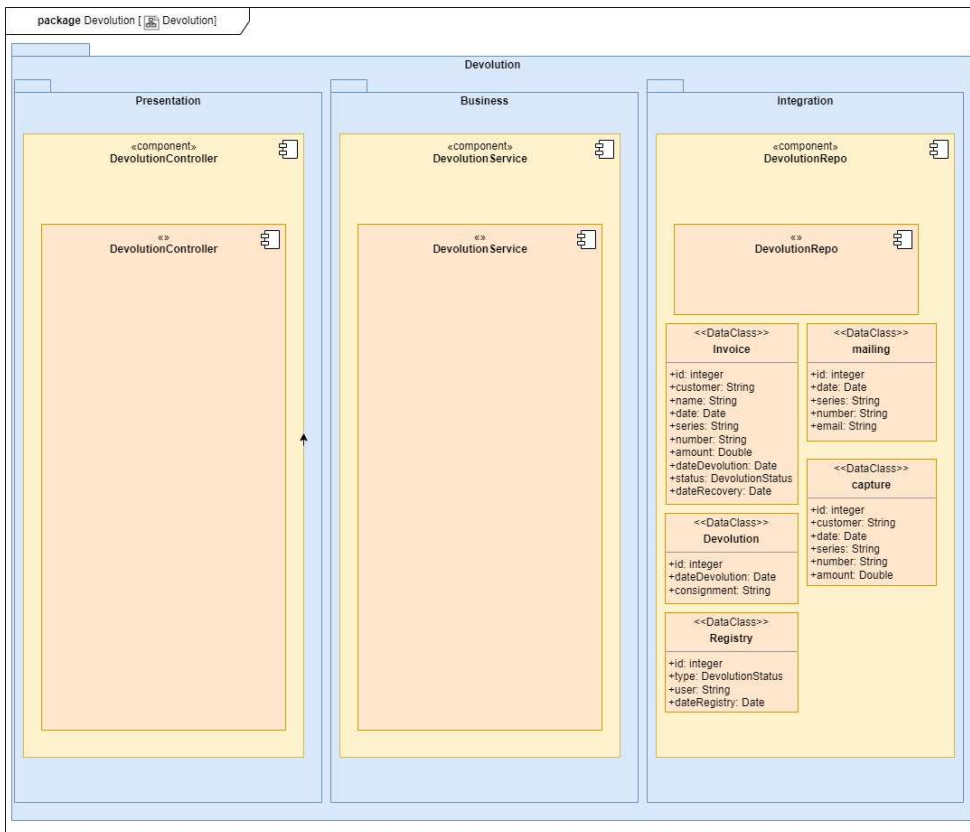 package Devolution [ Devolution]
Devolution
Presentation
«component»
DevolutionController
«»
DevolutionController
Business
«component»
DevolutionService
«»
DevolutionService
Integration
«component»
DevolutionRepo
«»
DevolutionRepo
<<DataClass>>
Invoice
+id: integer
+customer: String
+name: String
+date: Date
+series: String
+number: String
+amount: Double
+dateDevolution: Date
+status: DevolutionStatus
+dateRecovery: Date
<<DataClass>>
mailing
+id: integer
+date: Date
+series: String
+number: String
+email: String
<<DataClass>>
capture
+id: integer
+customer: String
+date: Date
+series: String
+number: String
+amount: Double
<<DataClass>>
Devolution
+id: integer
+dateDevolution: Date
+consignment: String
<<DataClass>>
Registry
+id: integer
+type: DevolutionStatus
+user: String
+dateRegistry: Date